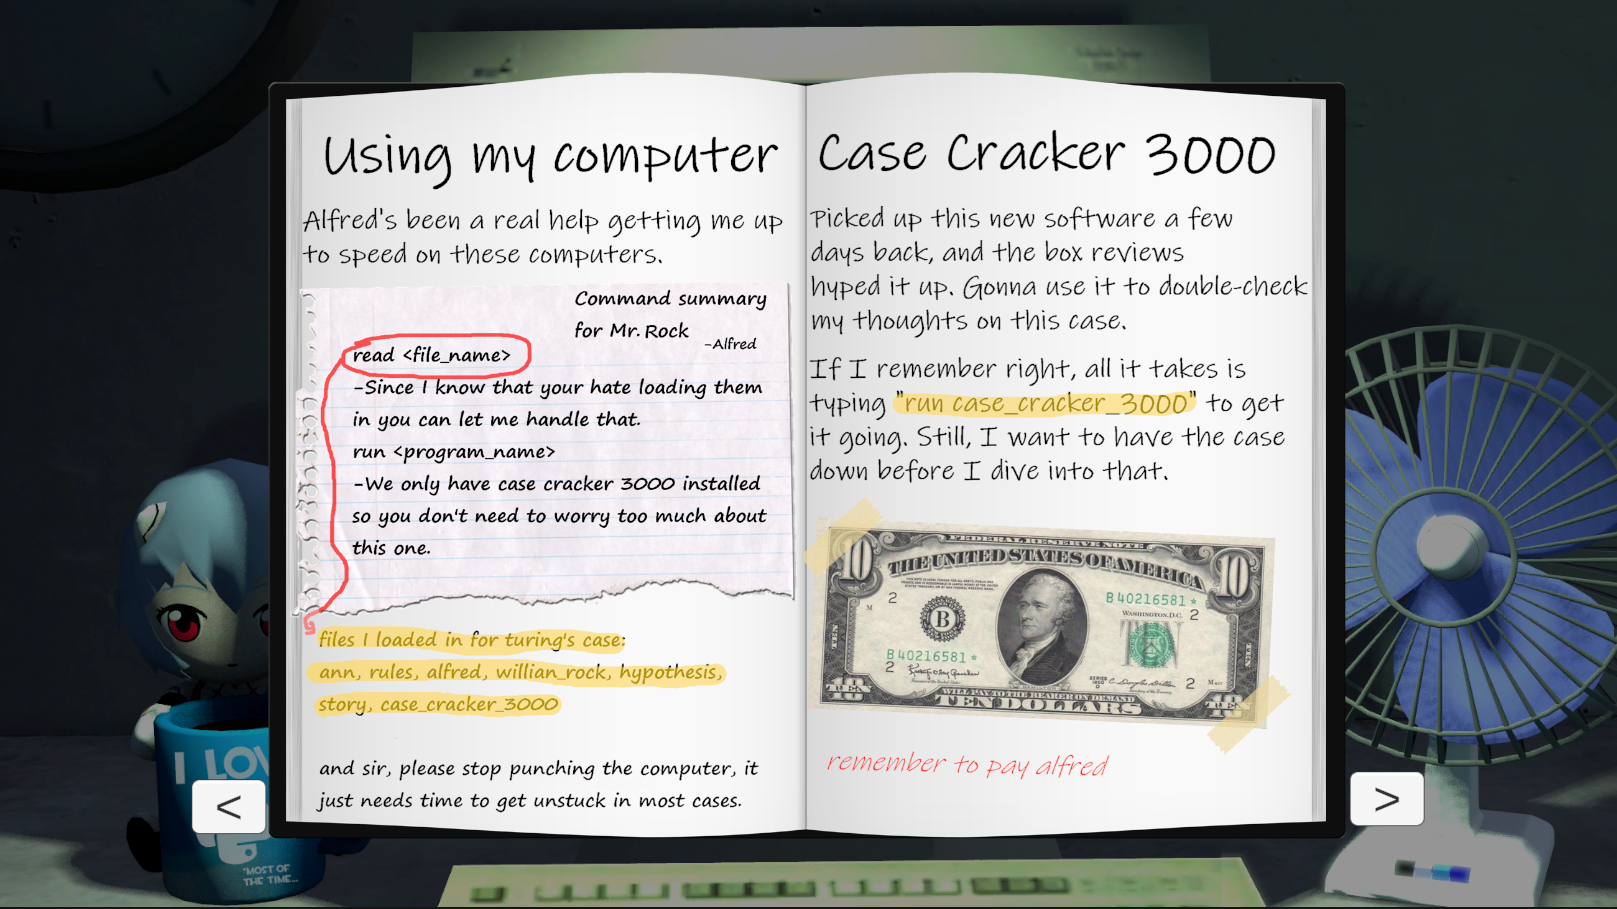 Using my computer
Alfred's been a real help getting me up
to speed on these computers.
Command summary
for Mr. Rock
-Alfred
read <file_name>
-Since I know that your hate loading them
in you can let me handle that.
run <program_name>
-We only have case cracker 3000 installed
so you don't need to worry too much about
this one.
files I loaded in for turing's case:
ann, rules, alfred, willian_rock, hypothesis,
story, case_cracker_3000
and sir, please stop punching the computer, it
just needs time to get unstuck in most cases.
Case Cracker 3000
Picked up this new software a few
days back, and the box reviews
hyped it up. Gonna use it to double-check
my thoughts on this case.
If I remember right, all it takes is
typing "run case_cracker_3000" to get
it going. Still, I want to have the case
down before I dive into that.
FEDERAL RESERVE NOTE
THE UNITED STATES OF AMERICA
10
10
B 40216581 *
WASHINGTON, D.C.
2
2
B
B 40216581 *
2
2
TEN
TEN
WILL PAY TO THE BEARER ON DEMAND
TEN DOLLARS
10
10
remember to pay alfred
<
>
I LOV
"MOST OF
THE TIME...